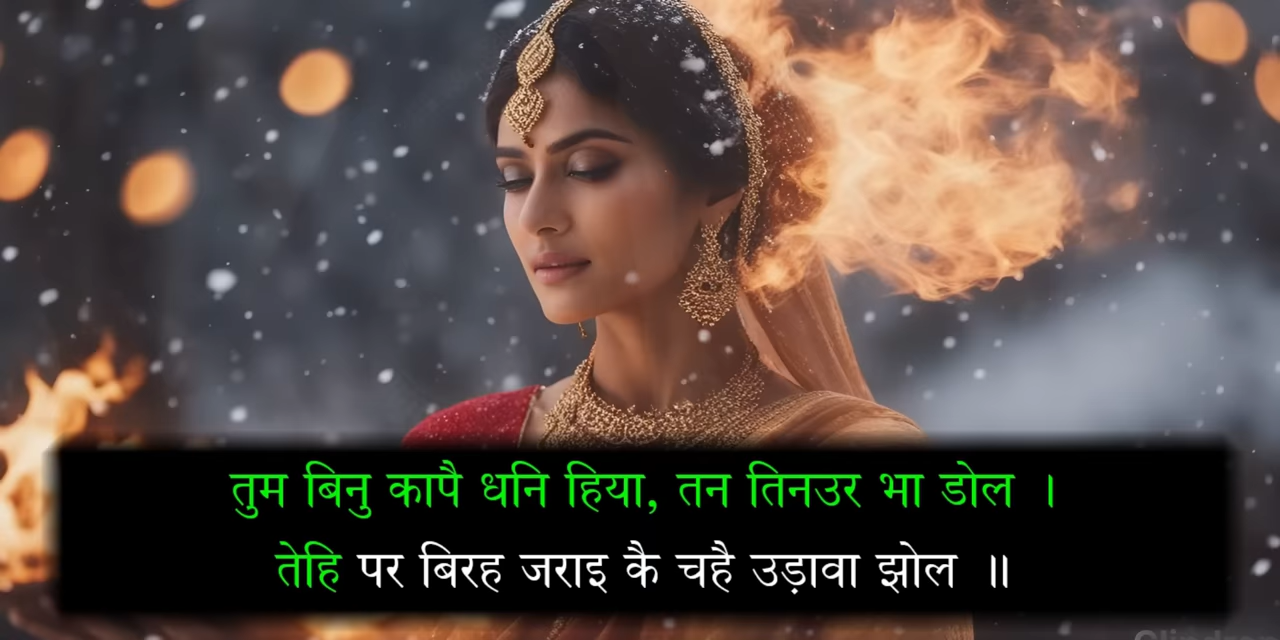 तुम बिनु कापै धनि हिया, तन तिनउर भा डोल ।
तेहि पर बिरह जराइ कै चहै उड़ावा झोल ॥